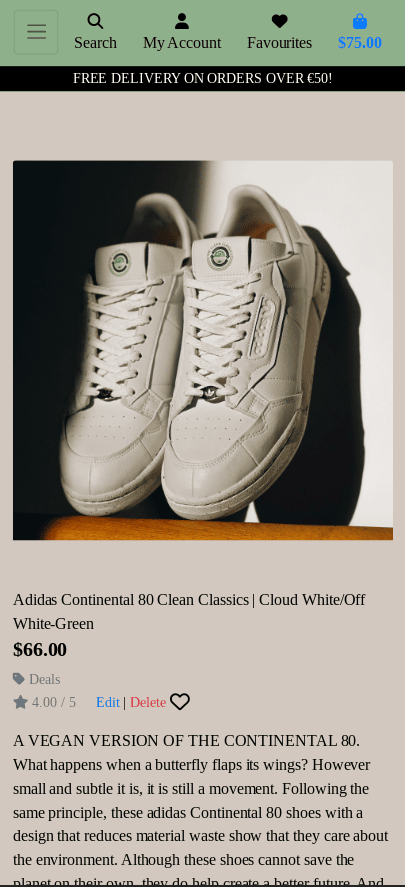 Search My Account Favourites $75.00
FREE DELIVERY ON ORDERS OVER €50!
Adidas Continental 80 Clean Classics | Cloud White/Off
White-Green
$66.00
Deals
4.00 / 5 Edit | Delete
A VEGAN VERSION OF THE CONTINENTAL 80.
What happens when a butterfly flaps its wings? However
small and subtle it is, it is still a movement. Following the
same principle, these adidas Continental 80 shoes with a
design that reduces material waste show that they care about
the environment. Although these shoes cannot save the
planet on their own, they do help create a better future. And